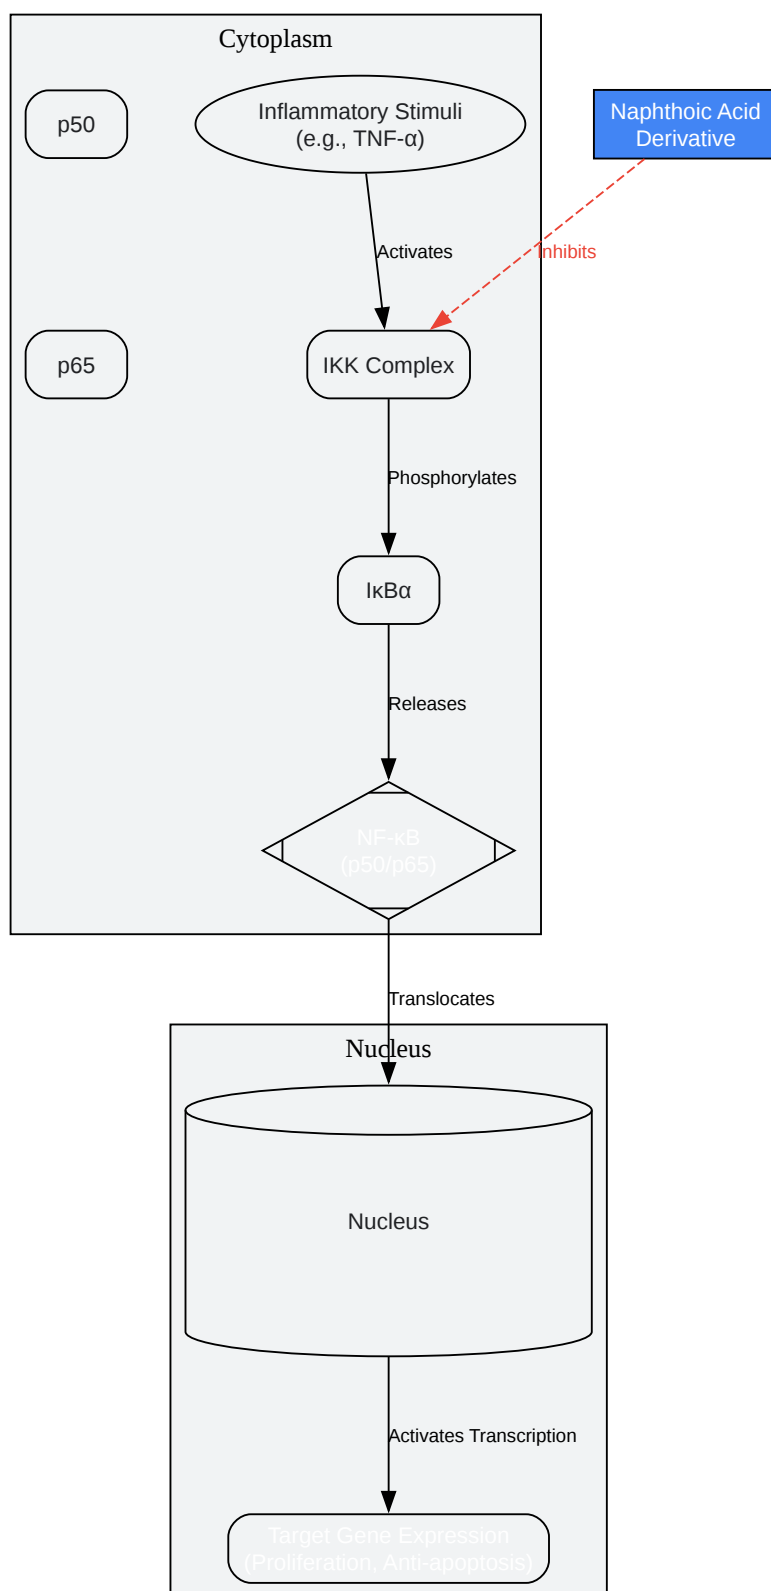 Cytoplasm
p50
Inflammatory Stimuli
(e.g., TNF-α)
Naphthoic Acid
Derivative
Activates
Inhibits
p65
IKK Complex
Phosphorylates
IκBα
Releases
NF-κB
(p50/p65)
Translocates
Nucleus
Nucleus
Activates Transcription
Target Gene Expression
(Proliferation, Anti-apoptosis)